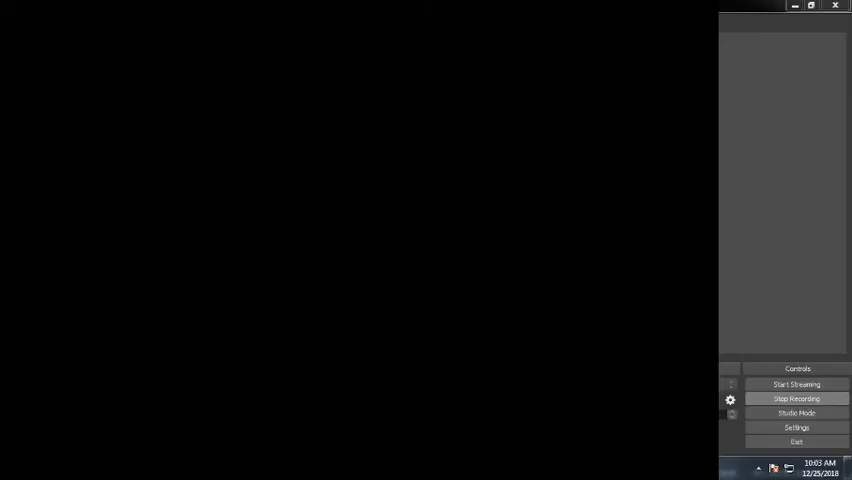 Controls
Start Streaming
Stop Recording
Studio Mode
Settings
Exit
10:03 AM
12/25/2018